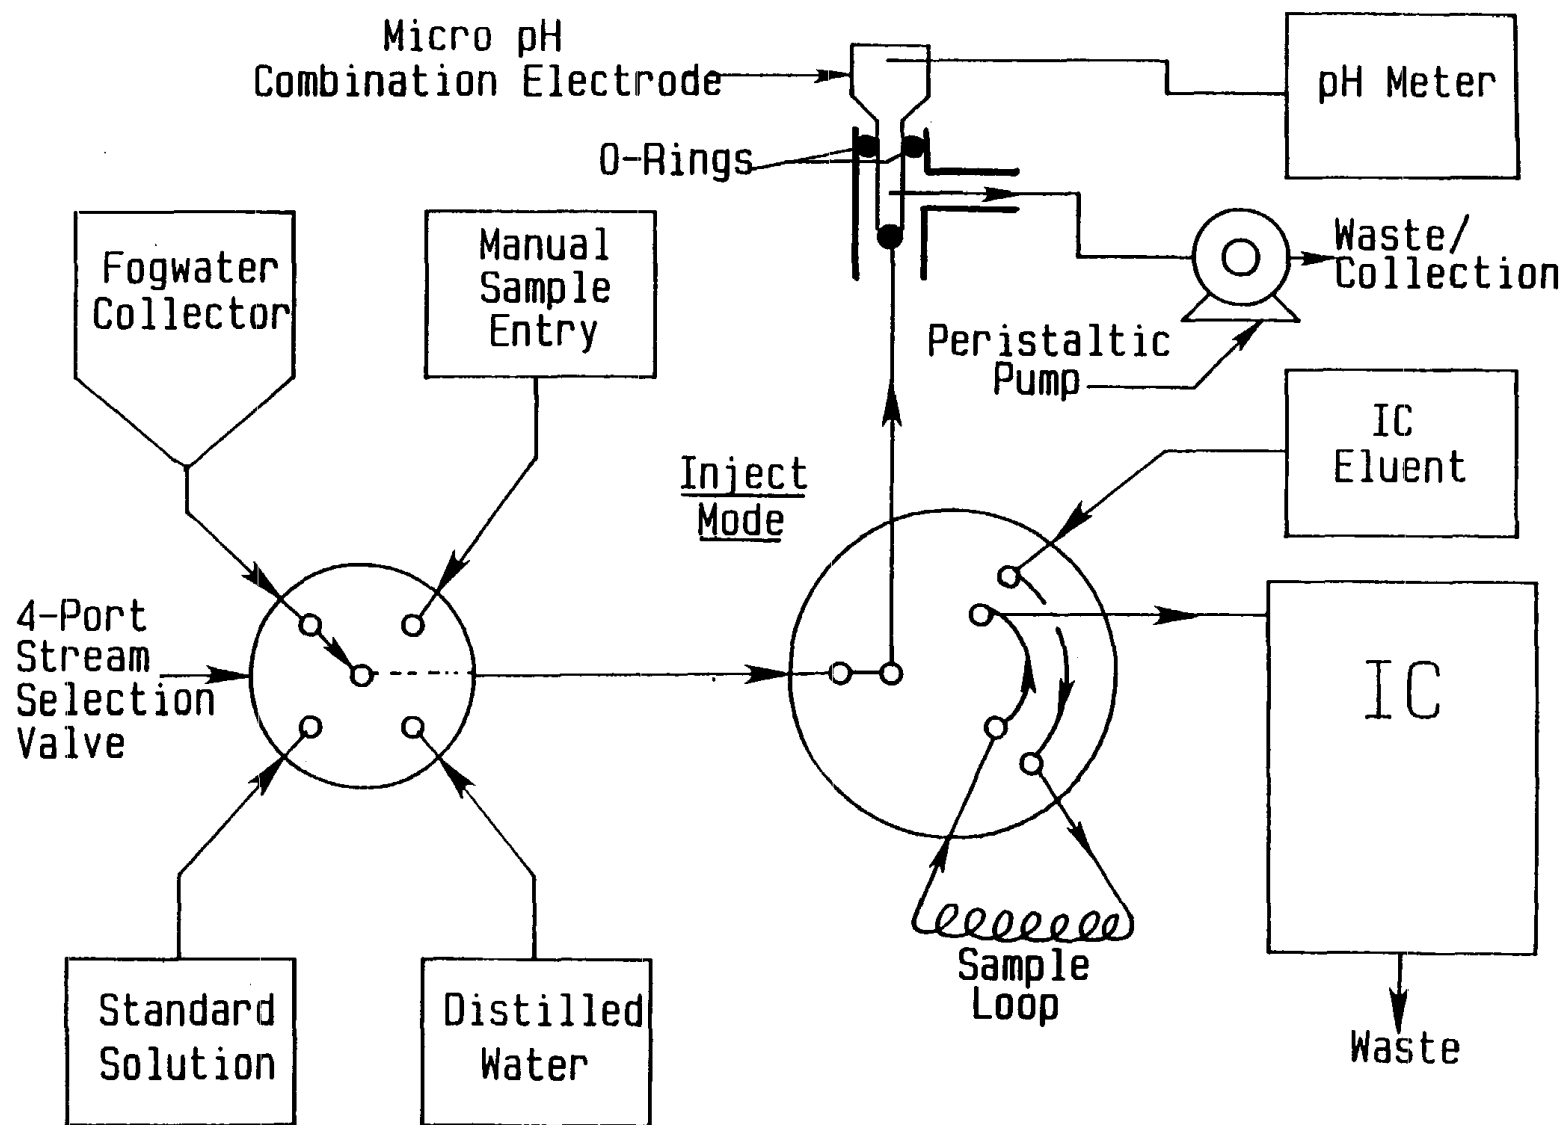 Micro pH
Combination Electrode
pH Meter
O-Rings
Fogwater
Collector
Manual
Sample
Entry
Waste/
Collection
Peristaltic
Pump
IC
Eluent
Inject
Mode
4-Port
Stream
Selection
Valve
IC
Sample
Loop
Standard
Solution
Distilled
Water
Waste